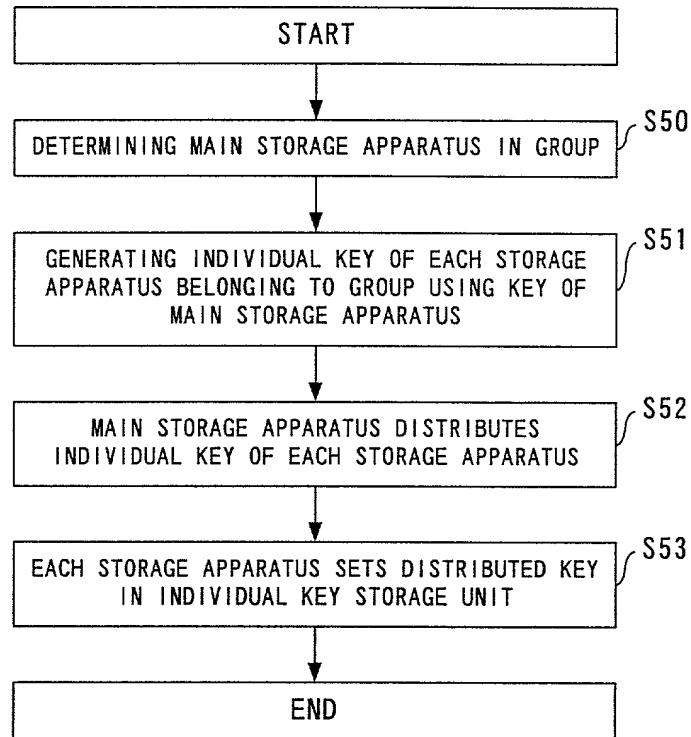 START
S50
DETERMINING MAIN STORAGE APPARATUS IN GROUP
S51
GENERATING INDIVIDUAL KEY OF EACH STORAGE
APPARATUS BELONGING TO GROUP USING KEY OF
MAIN STORAGE APPARATUS
S52
MAIN STORAGE APPARATUS DISTRIBUTES
INDIVIDUAL KEY OF EACH STORAGE APPARATUS
S53
EACH STORAGE APPARATUS SETS DISTRIBUTED KEY
IN INDIVIDUAL KEY STORAGE UNIT
END